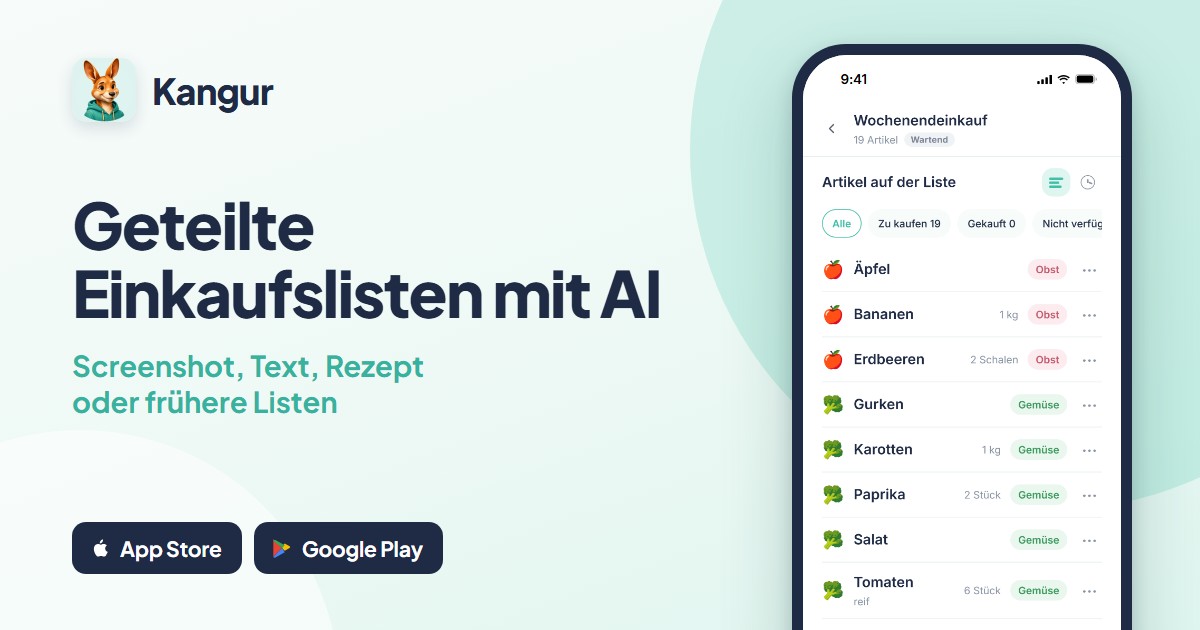 Kangur
Geteilte
Einkaufslisten mit AI
Screenshot, Text, Rezept
oder frühere Listen
App Store
Google Play
9:41
Wochenendeinkauf
19 Artikel Wartend
Artikel auf der Liste
Alle Zu kaufen 19 Gekauft 0 Nicht verfüg
Äpfel Obst
Bananen 1 kg Obst
Erdbeeren 2 Schalen Obst
Gurken Gemüse
Karotten 1 kg Gemüse
Paprika 2 Stück Gemüse
Salat Gemüse
Tomaten 6 Stück Gemüse
reif